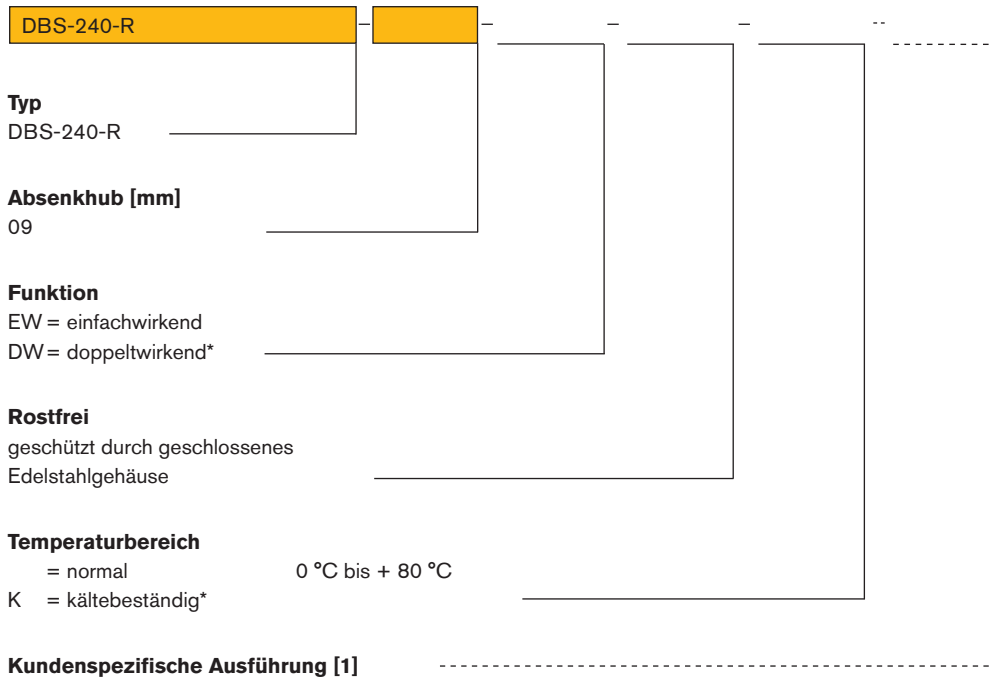 DBS-240-R – – – – --
Typ
DBS-240-R
Absenkhub [mm]
09
Funktion
EW = einfachwirkend
DW = doppeltwirkend*
Rostfrei
geschützt durch geschlossenes
Edelstahlgehäuse
Temperaturbereich
= normal 0 °C bis + 80 °C
K = kältebeständig*
Kundenspezifische Ausführung [1]